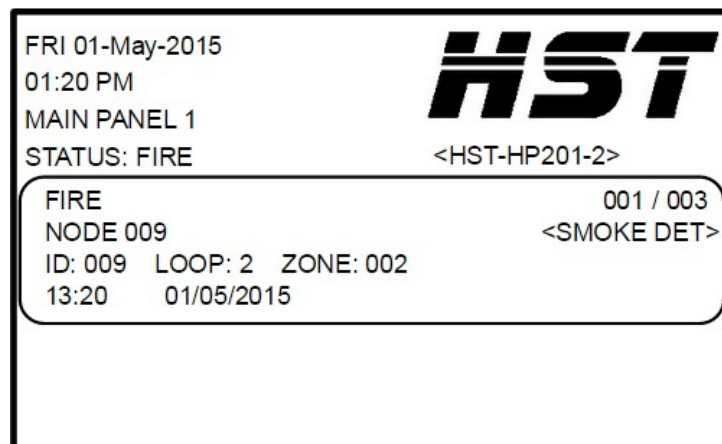 FRI 01-May-2015
HST
01:20 PM
MAIN PANEL 1
STATUS: FIRE <HST-HP201-2>
FIRE 001 / 003
NODE 009 <SMOKE DET>
ID: 009 LOOP: 2 ZONE: 002
13:20 01/05/2015